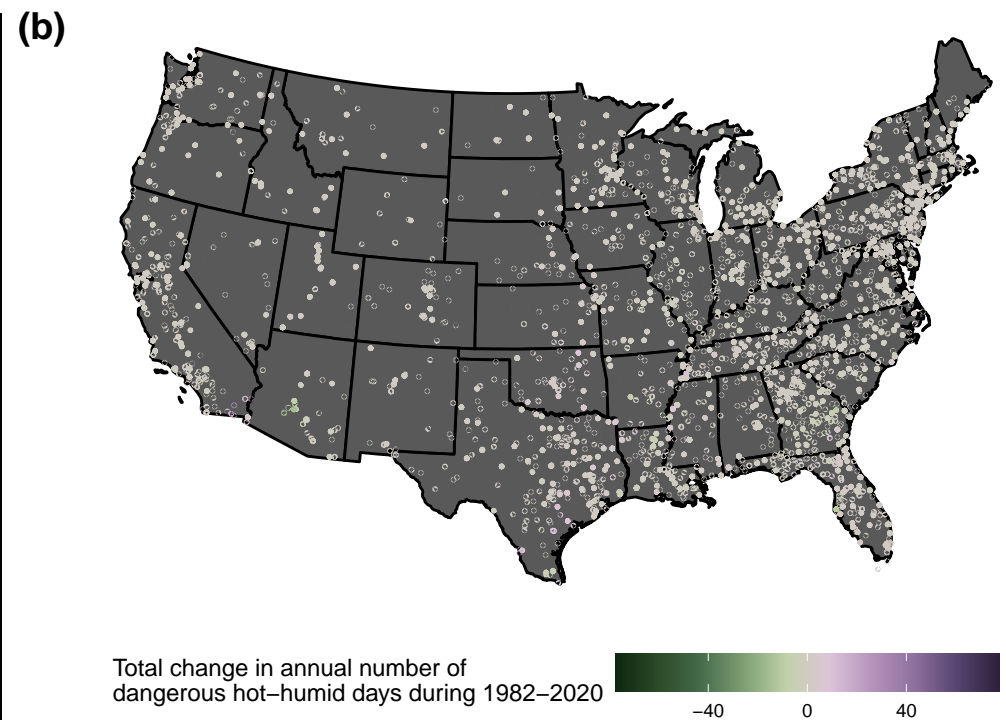 (b)
Total change in annual number of
dangerous hot−humid days during 1982−2020
−40 0 40